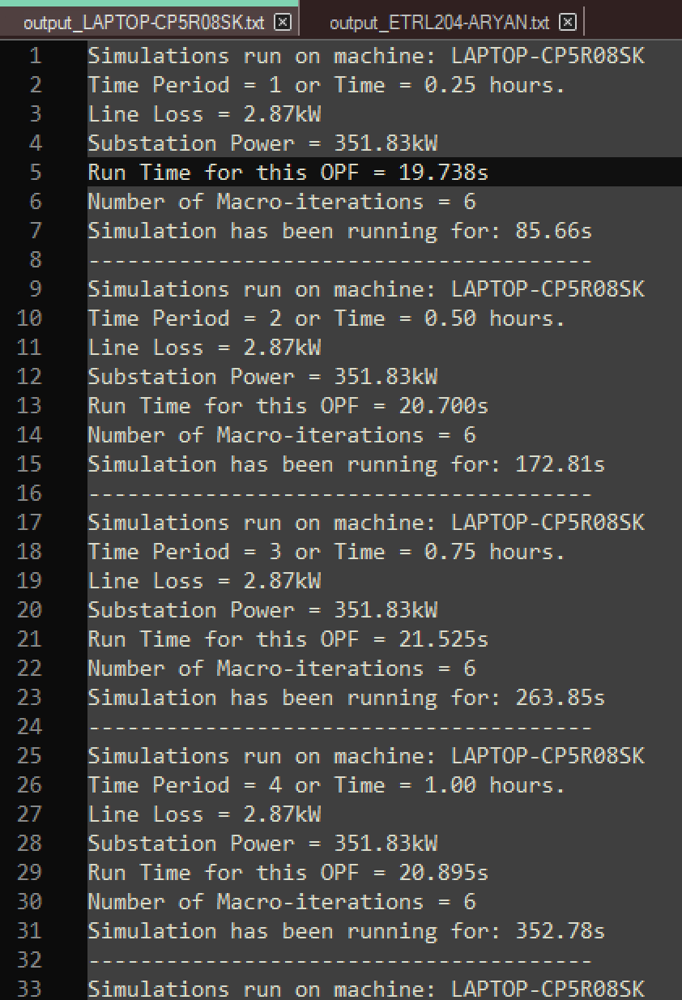 output_LAPTOP-CP5R08SK.txt output_ETRL204-ARYAN.txt
1 Simulations run on machine: LAPTOP-CP5R08SK
2 Time Period = 1 or Time = 0.25 hours.
3 Line Loss = 2.87kW
4 Substation Power = 351.83kW
5 Run Time for this OPF = 19.738s
6 Number of Macro-iterations = 6
7 Simulation has been running for: 85.66s
8 ---------------------------------------
9 Simulations run on machine: LAPTOP-CP5R08SK
10 Time Period = 2 or Time = 0.50 hours.
11 Line Loss = 2.87kW
12 Substation Power = 351.83kW
13 Run Time for this OPF = 20.700s
14 Number of Macro-iterations = 6
15 Simulation has been running for: 172.81s
16 ---------------------------------------
17 Simulations run on machine: LAPTOP-CP5R08SK
18 Time Period = 3 or Time = 0.75 hours.
19 Line Loss = 2.87kW
20 Substation Power = 351.83kW
21 Run Time for this OPF = 21.525s
22 Number of Macro-iterations = 6
23 Simulation has been running for: 263.85s
24 ---------------------------------------
25 Simulations run on machine: LAPTOP-CP5R08SK
26 Time Period = 4 or Time = 1.00 hours.
27 Line Loss = 2.87kW
28 Substation Power = 351.83kW
29 Run Time for this OPF = 20.895s
30 Number of Macro-iterations = 6
31 Simulation has been running for: 352.78s
32 ---------------------------------------
33 Simulations run on machine: LAPTOP-CP5R08SK